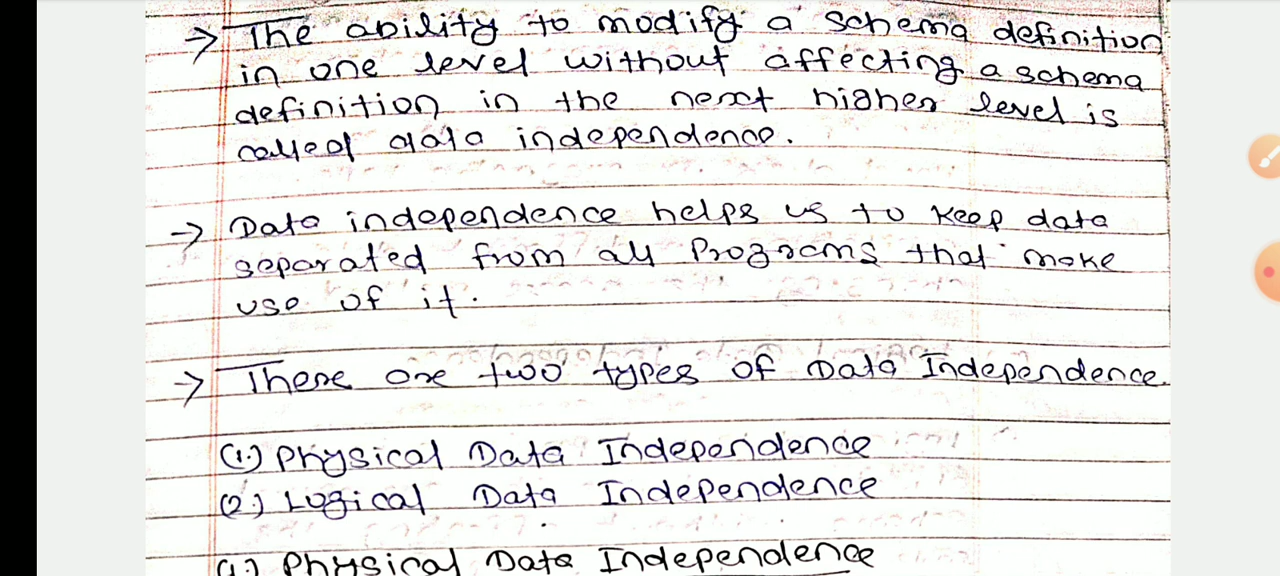 → The ability to modify a schema definition
in one level without affecting a schema
definition in the next higher level is
called data independence.
→ Data independence helps us to keep data
separated from all Programs that make
use of it.
→ There are two types of Data Independence.
(1.) Physical Data Independence
(2.) Logical Data Independence
(1.) Physical Data Independence